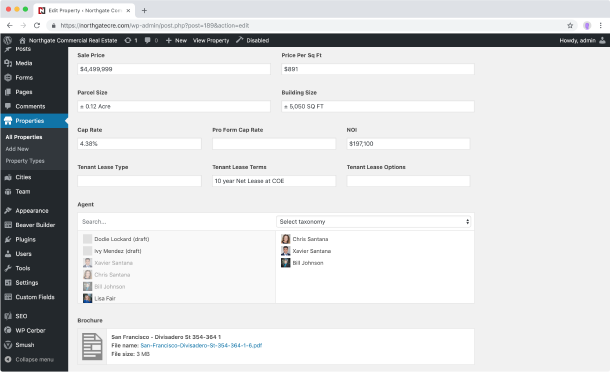 Edit Property ‹ Northgate Com
https://northgatecre.com/wp-admin/post.php?post=189&action=edit
Northgate Commercial Real Estate
1
0
New
View Property
Disabled
Howdy, admin
Posts
Media
Forms
Pages
Comments
Properties
All Properties
Add New
Property Types
Cities
Team
Appearance
Beaver Builder
Plugins
Users
Tools
Settings
Custom Fields
SEO
WP Cerber
Smush
Collapse menu
Sale Price
Price Per Sq Ft
$4,499,999
$891
Parcel Size
Building Size
± 0.12 Acre
± 5,050 SQ FT
Cap Rate
Pro Form Cap Rate
NOI
4.38%
$197,100
Tenant Lease Type
Tenant Lease Terms
Tenant Lease Options
10 year Net Lease at COE
Agent
Search...
Select taxonomy
Dodie Lockard (draft)
Ivy Mendez (draft)
Xavier Santana
Chris Santana
Bill Johnson
Lisa Fair
Chris Santana
Xavier Santana
Bill Johnson
Brochure
San Francisco - Divisadero St 354-364 1
File name: San-Francisco-Divisadero-St-354-364-1-6.pdf
File size: 3 MB